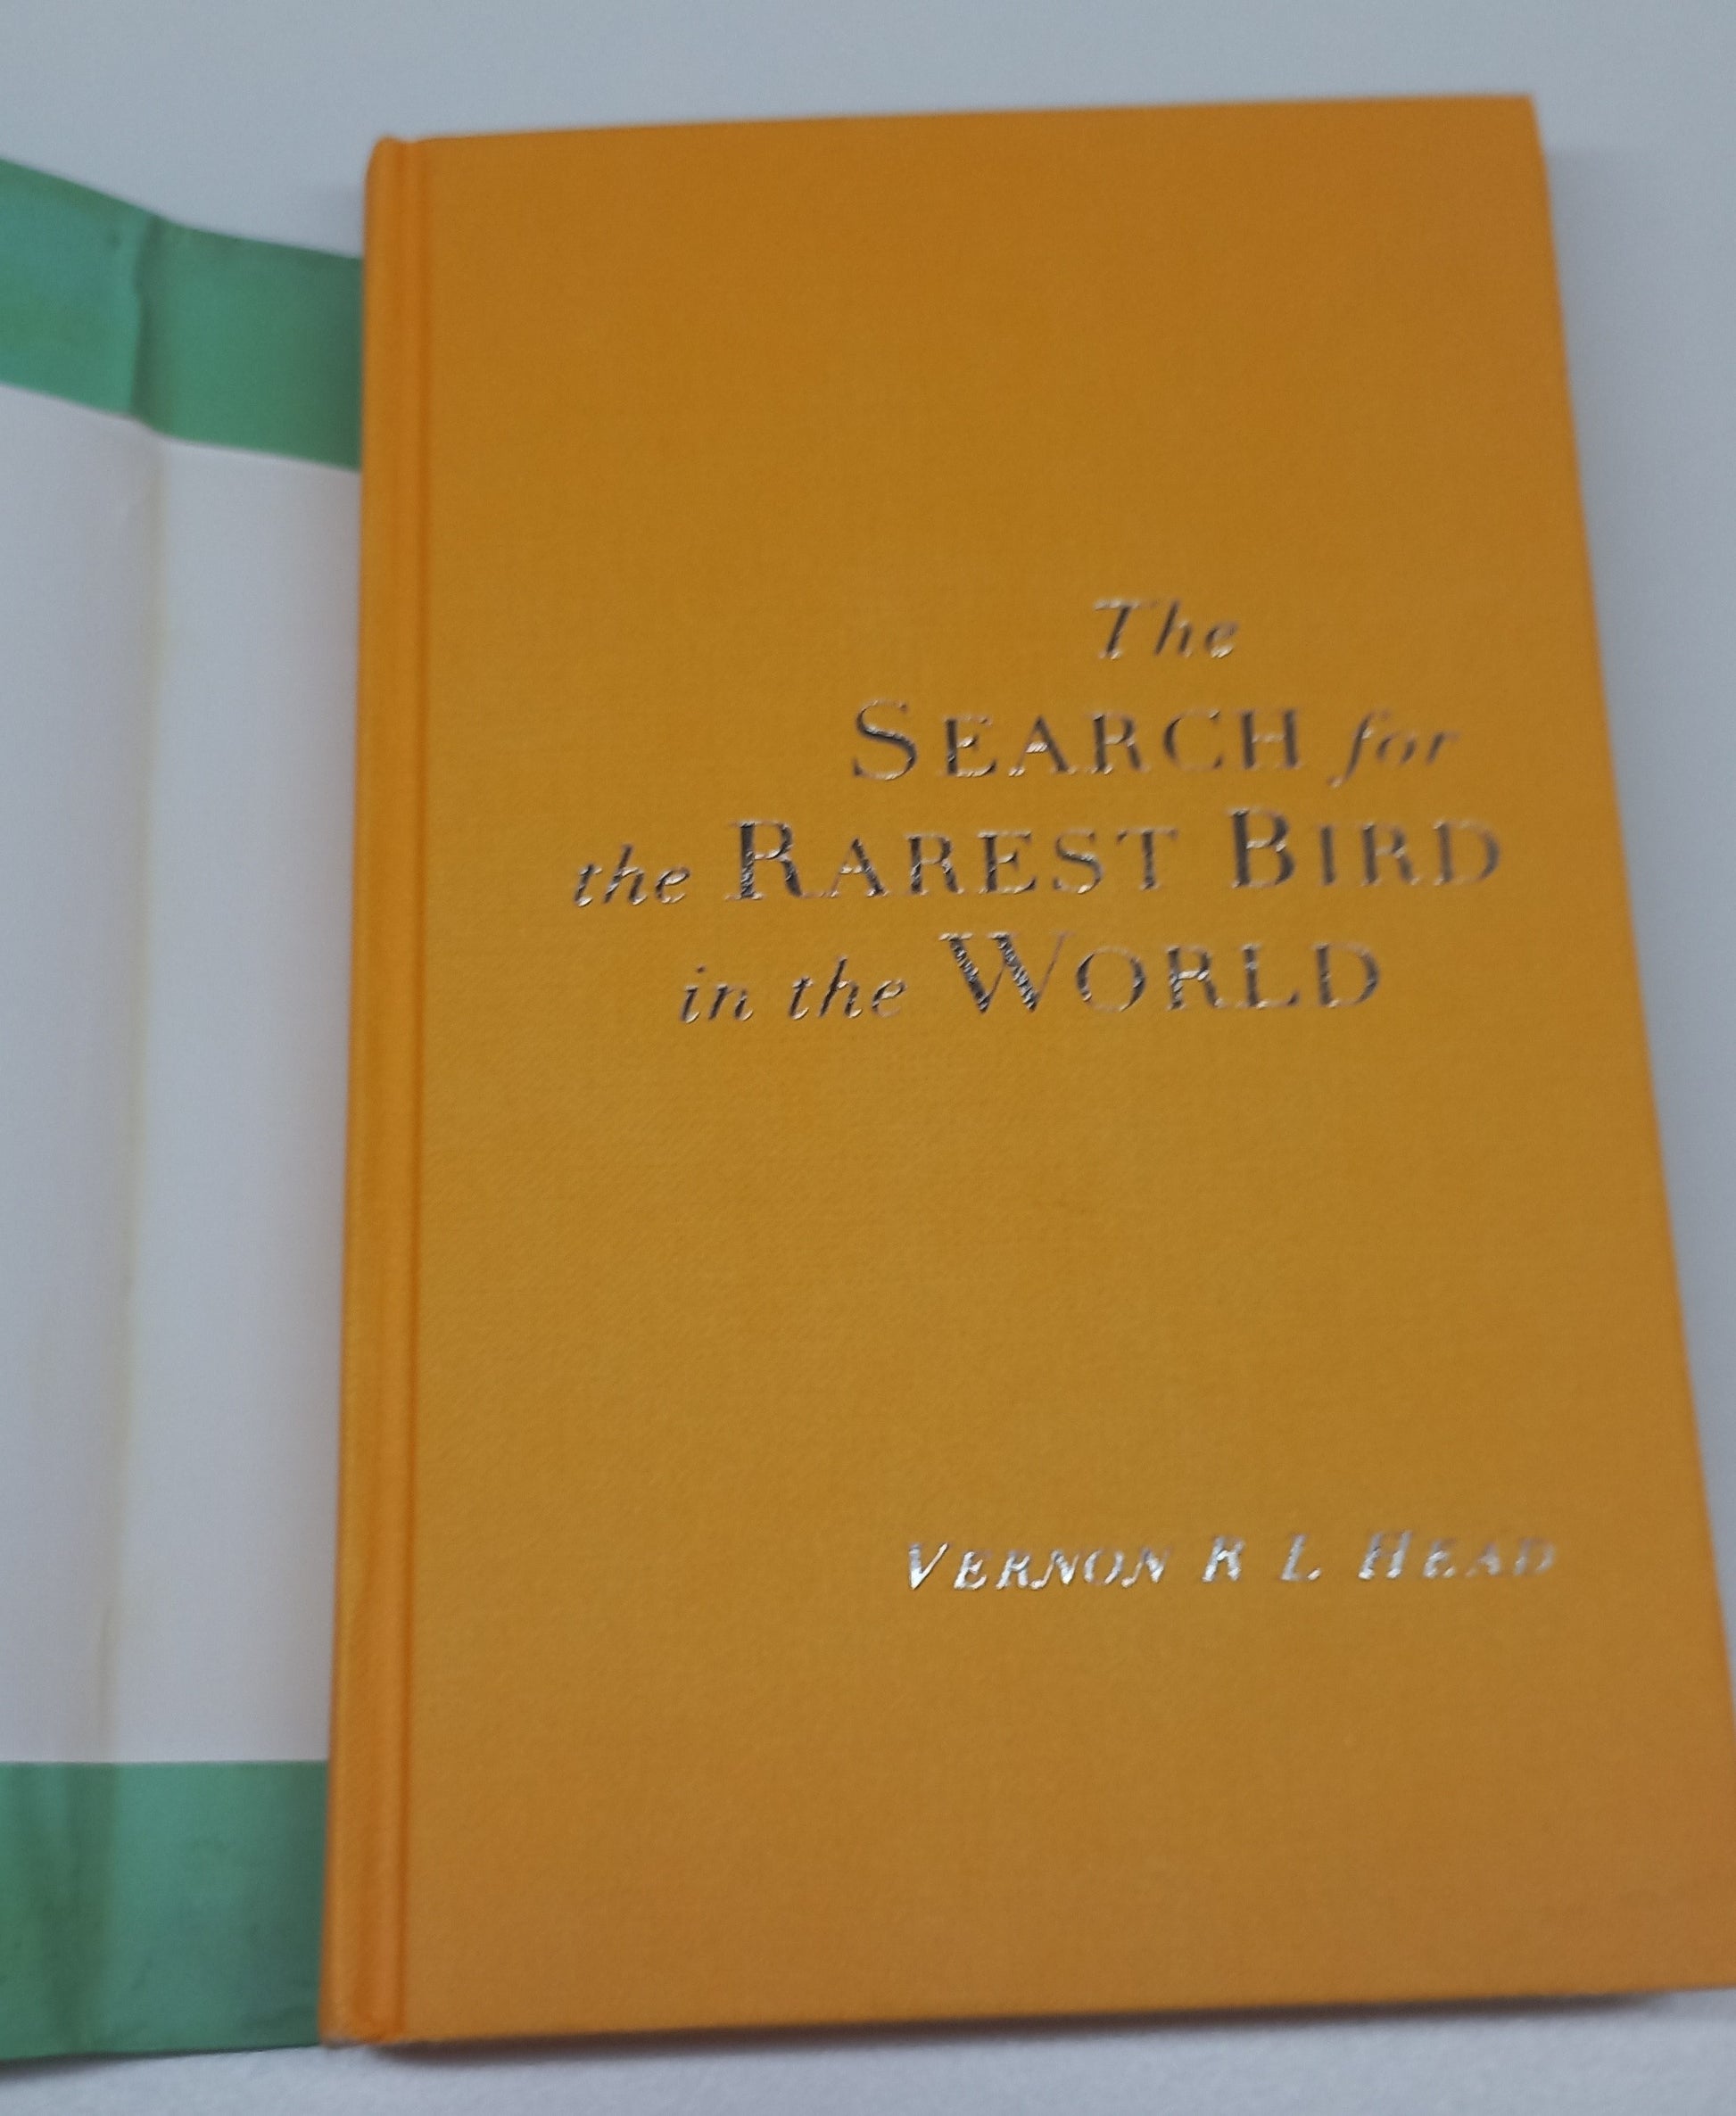 The
SEARCH for
the RAREST BIRD
in the WORLD
VERNON R L HEAD